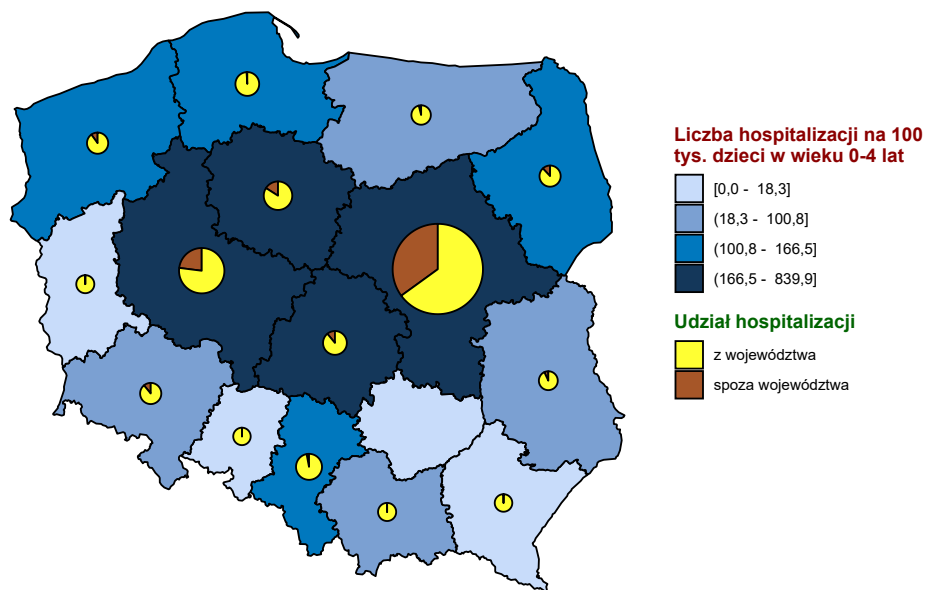 Liczba hospitalizacji na 100
tys. dzieci w wieku 0-4 lat
[0,0 - 18,3]
(18,3 - 100,8]
(100,8 - 166,5]
(166,5 - 839,9]
Udział hospitalizacji
z województwa
spoza województwa